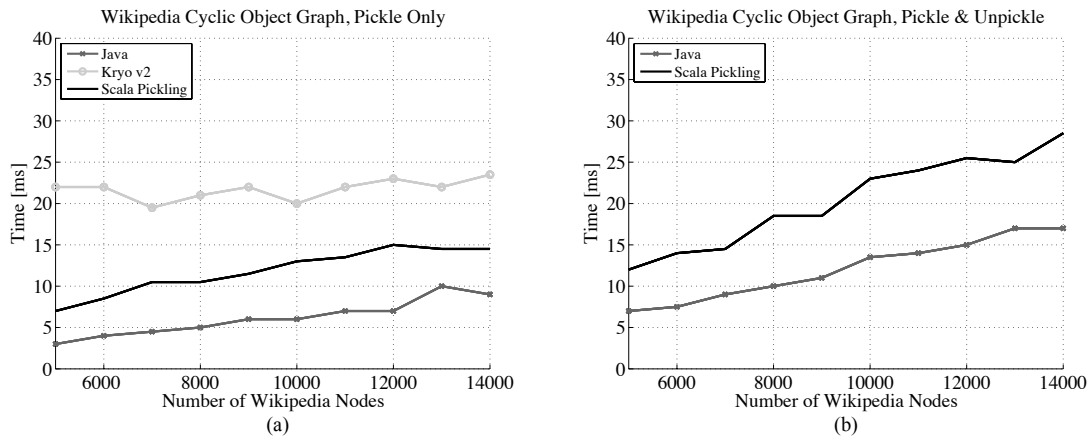 Wikipedia Cyclic Object Graph, Pickle Only
40
35
30
25
20
15
10
5
0
Time [ms]
Java
Kryo v2
Scala Pickling
6000 8000 10000 12000 14000
Number of Wikipedia Nodes
(a)
Wikipedia Cyclic Object Graph, Pickle & Unpickle
40
35
30
25
20
15
10
5
0
Time [ms]
Java
Scala Pickling
6000 8000 10000 12000 14000
Number of Wikipedia Nodes
(b)